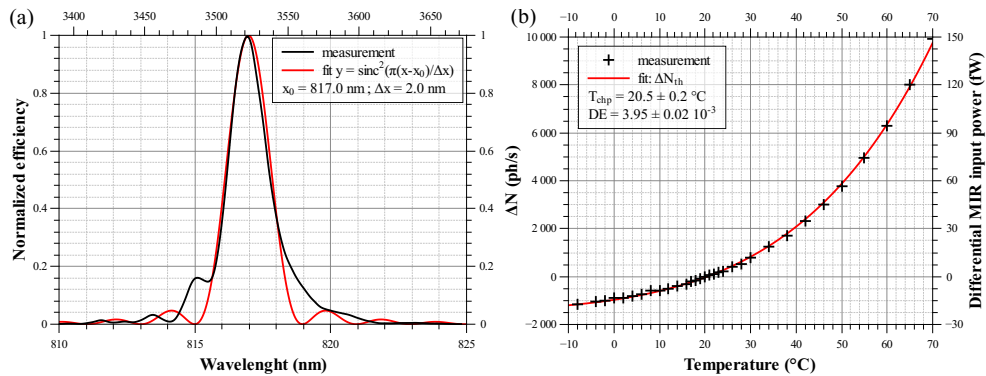 (a)
3400 3450 3500 3550 3600 3650
1 1
0.8 0.8
0.6 0.6
0.4 0.4
0.2 0.2
0 0
810 815 820 825
Normalized efficiency
Wavelenght (nm)
measurement
fit y = sinc²(π(x-x₀)/Δx)
x₀ = 817.0 nm ; Δx = 2.0 nm
(b)
−10 0 10 20 30 40 50 60 70
10 000 150
8 000 120
6 000 90
4 000 60
2 000 30
0 0
−2 000 −30
−10 0 10 20 30 40 50 60 70
ΔN (ph/s)
Differential MIR input power (fW)
Temperature (°C)
measurement
fit: ΔNₜₕ
T_chp = 20.5 ± 0.2 °C
DE = 3.95 ± 0.02 10⁻³